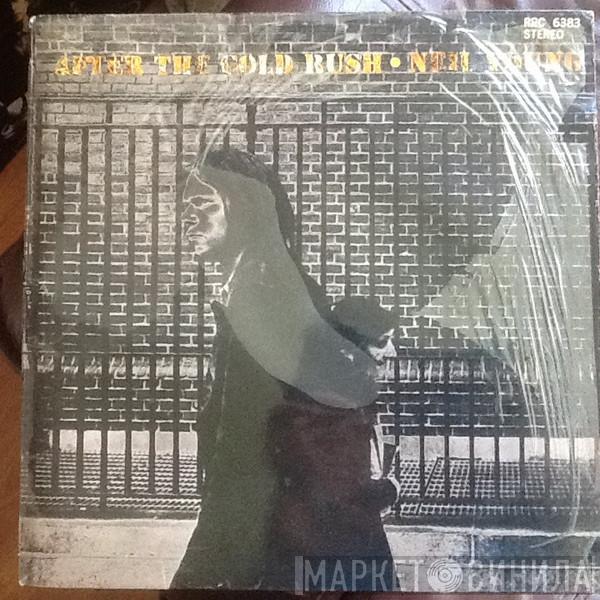 RRC 6383
STEREO
AFTER THE GOLD RUSH • NEIL YOUNG
МАРКЕТ ВИНИЛА